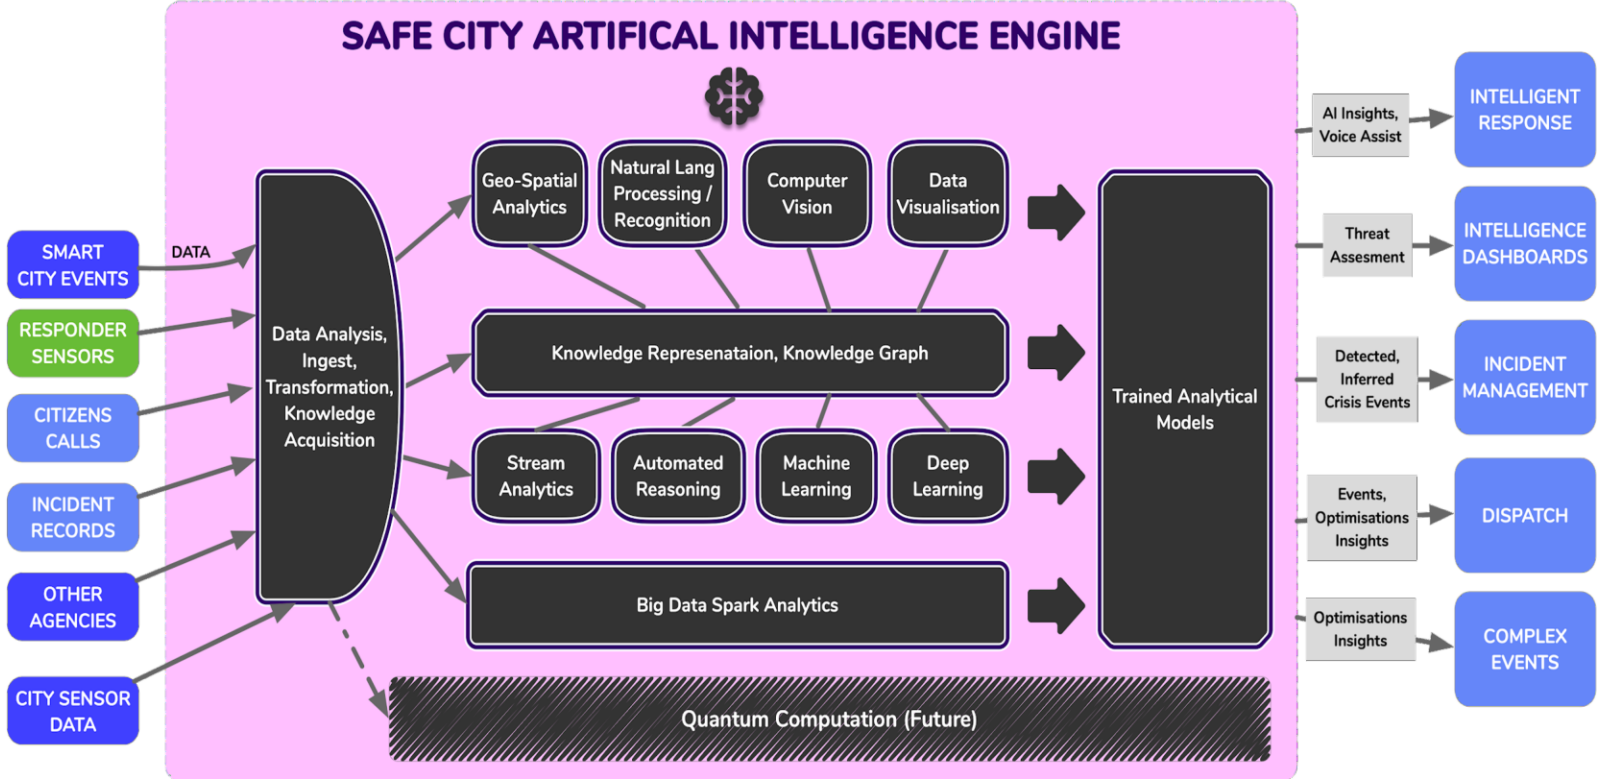 SAFE CITY ARTIFICAL INTELLIGENCE ENGINE
SMART
CITY EVENTS
DATA
RESPONDER
SENSORS
CITIZENS
CALLS
INCIDENT
RECORDS
OTHER
AGENCIES
CITY SENSOR
DATA
Data Analysis,
Ingest,
Transformation,
Knowledge
Acquisition
Geo-Spatial
Analytics
Natural Lang
Processing /
Recognition
Computer
Vision
Data
Visualisation
Knowledge Represenataion, Knowledge Graph
Stream
Analytics
Automated
Reasoning
Machine
Learning
Deep
Learning
Big Data Spark Analytics
Quantum Computation (Future)
Trained Analytical
Models
AI Insights,
Voice Assist
INTELLIGENT
RESPONSE
Threat
Assesment
INTELLIGENCE
DASHBOARDS
Detected,
Inferred
Crisis Events
INCIDENT
MANAGEMENT
Events,
Optimisations
Insights
DISPATCH
Optimisations
Insights
COMPLEX
EVENTS